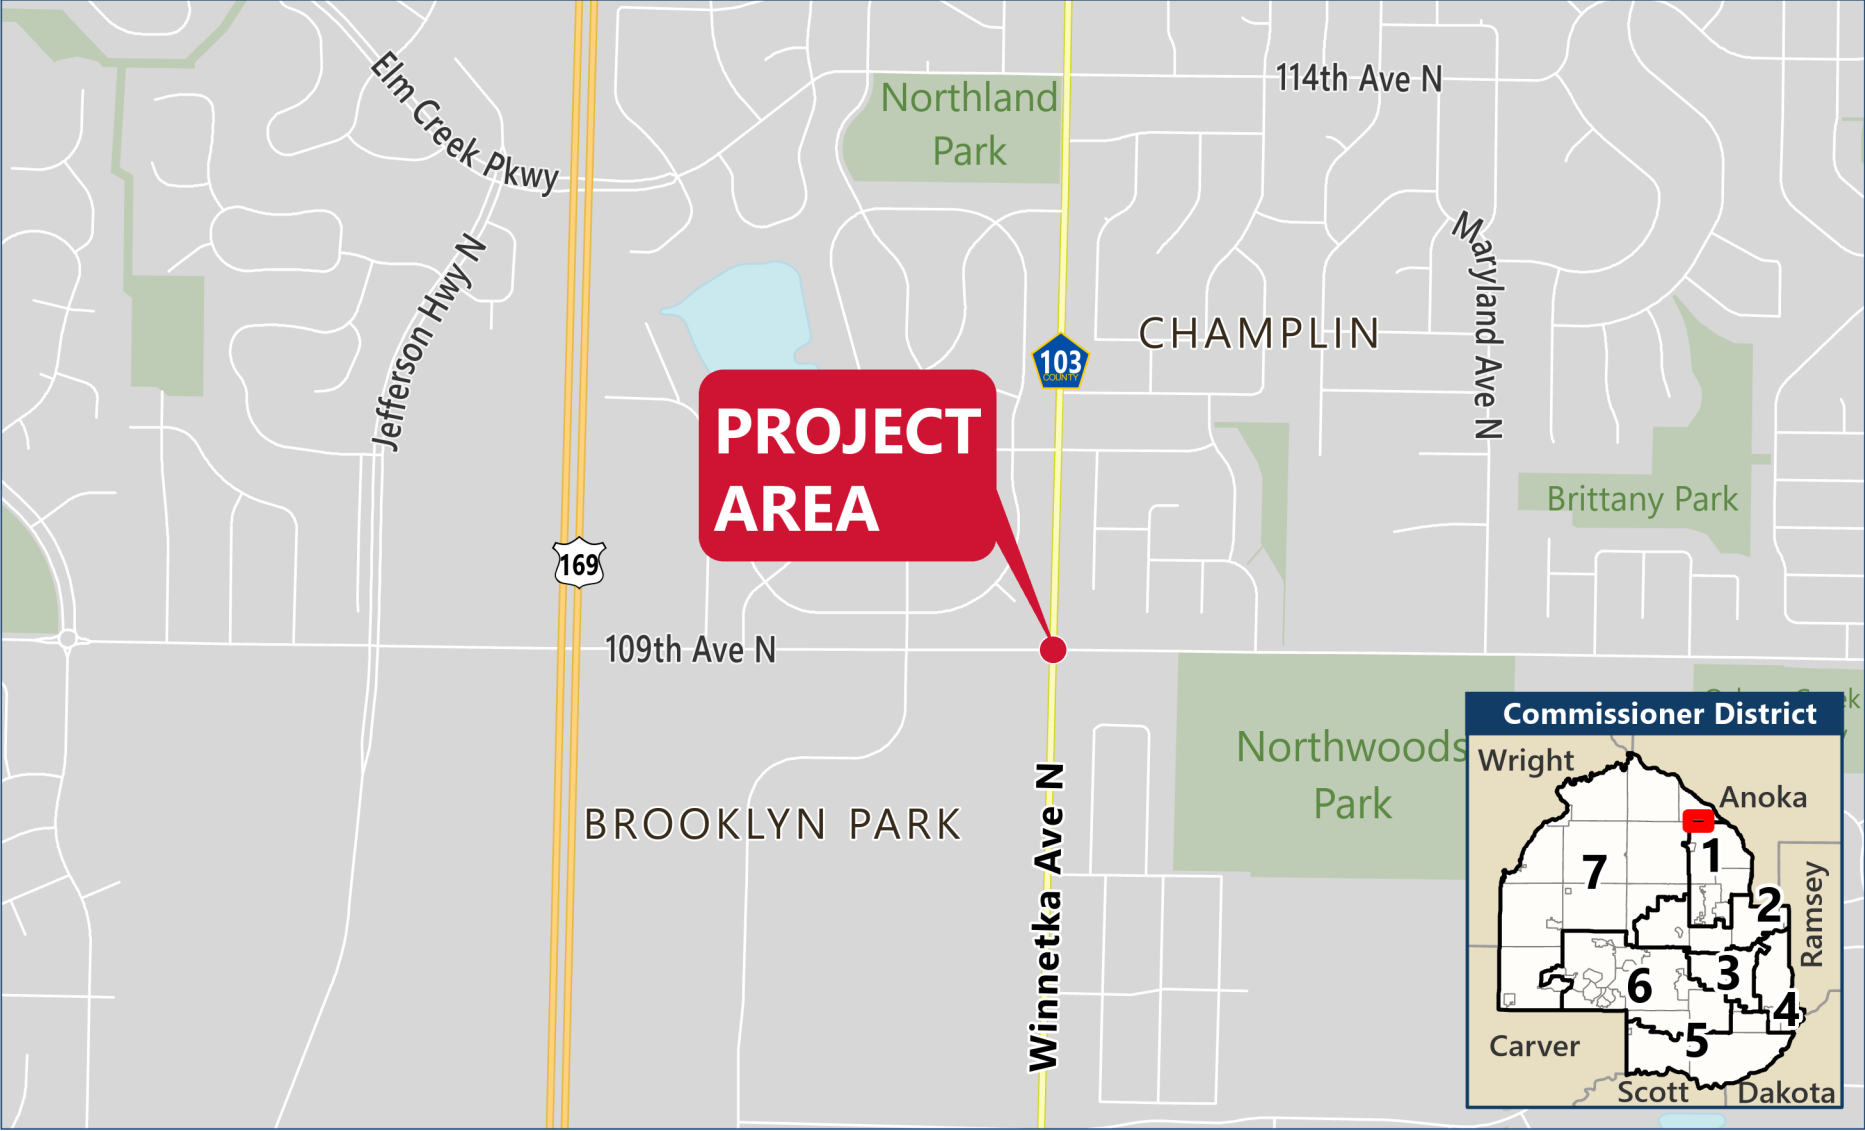 Elm Creek Pkwy
Northland
Park
114th Ave N
Jefferson Hwy N
Maryland Ave N
103
COUNTY
CHAMPLIN
PROJECT
AREA
Brittany Park
169
109th Ave N
Northwoods
Park
BROOKLYN PARK
Winnetka Ave N
Commissioner District
Wright
Anoka
7
1
2
Ramsey
3
6
4
5
Carver
Scott
Dakota